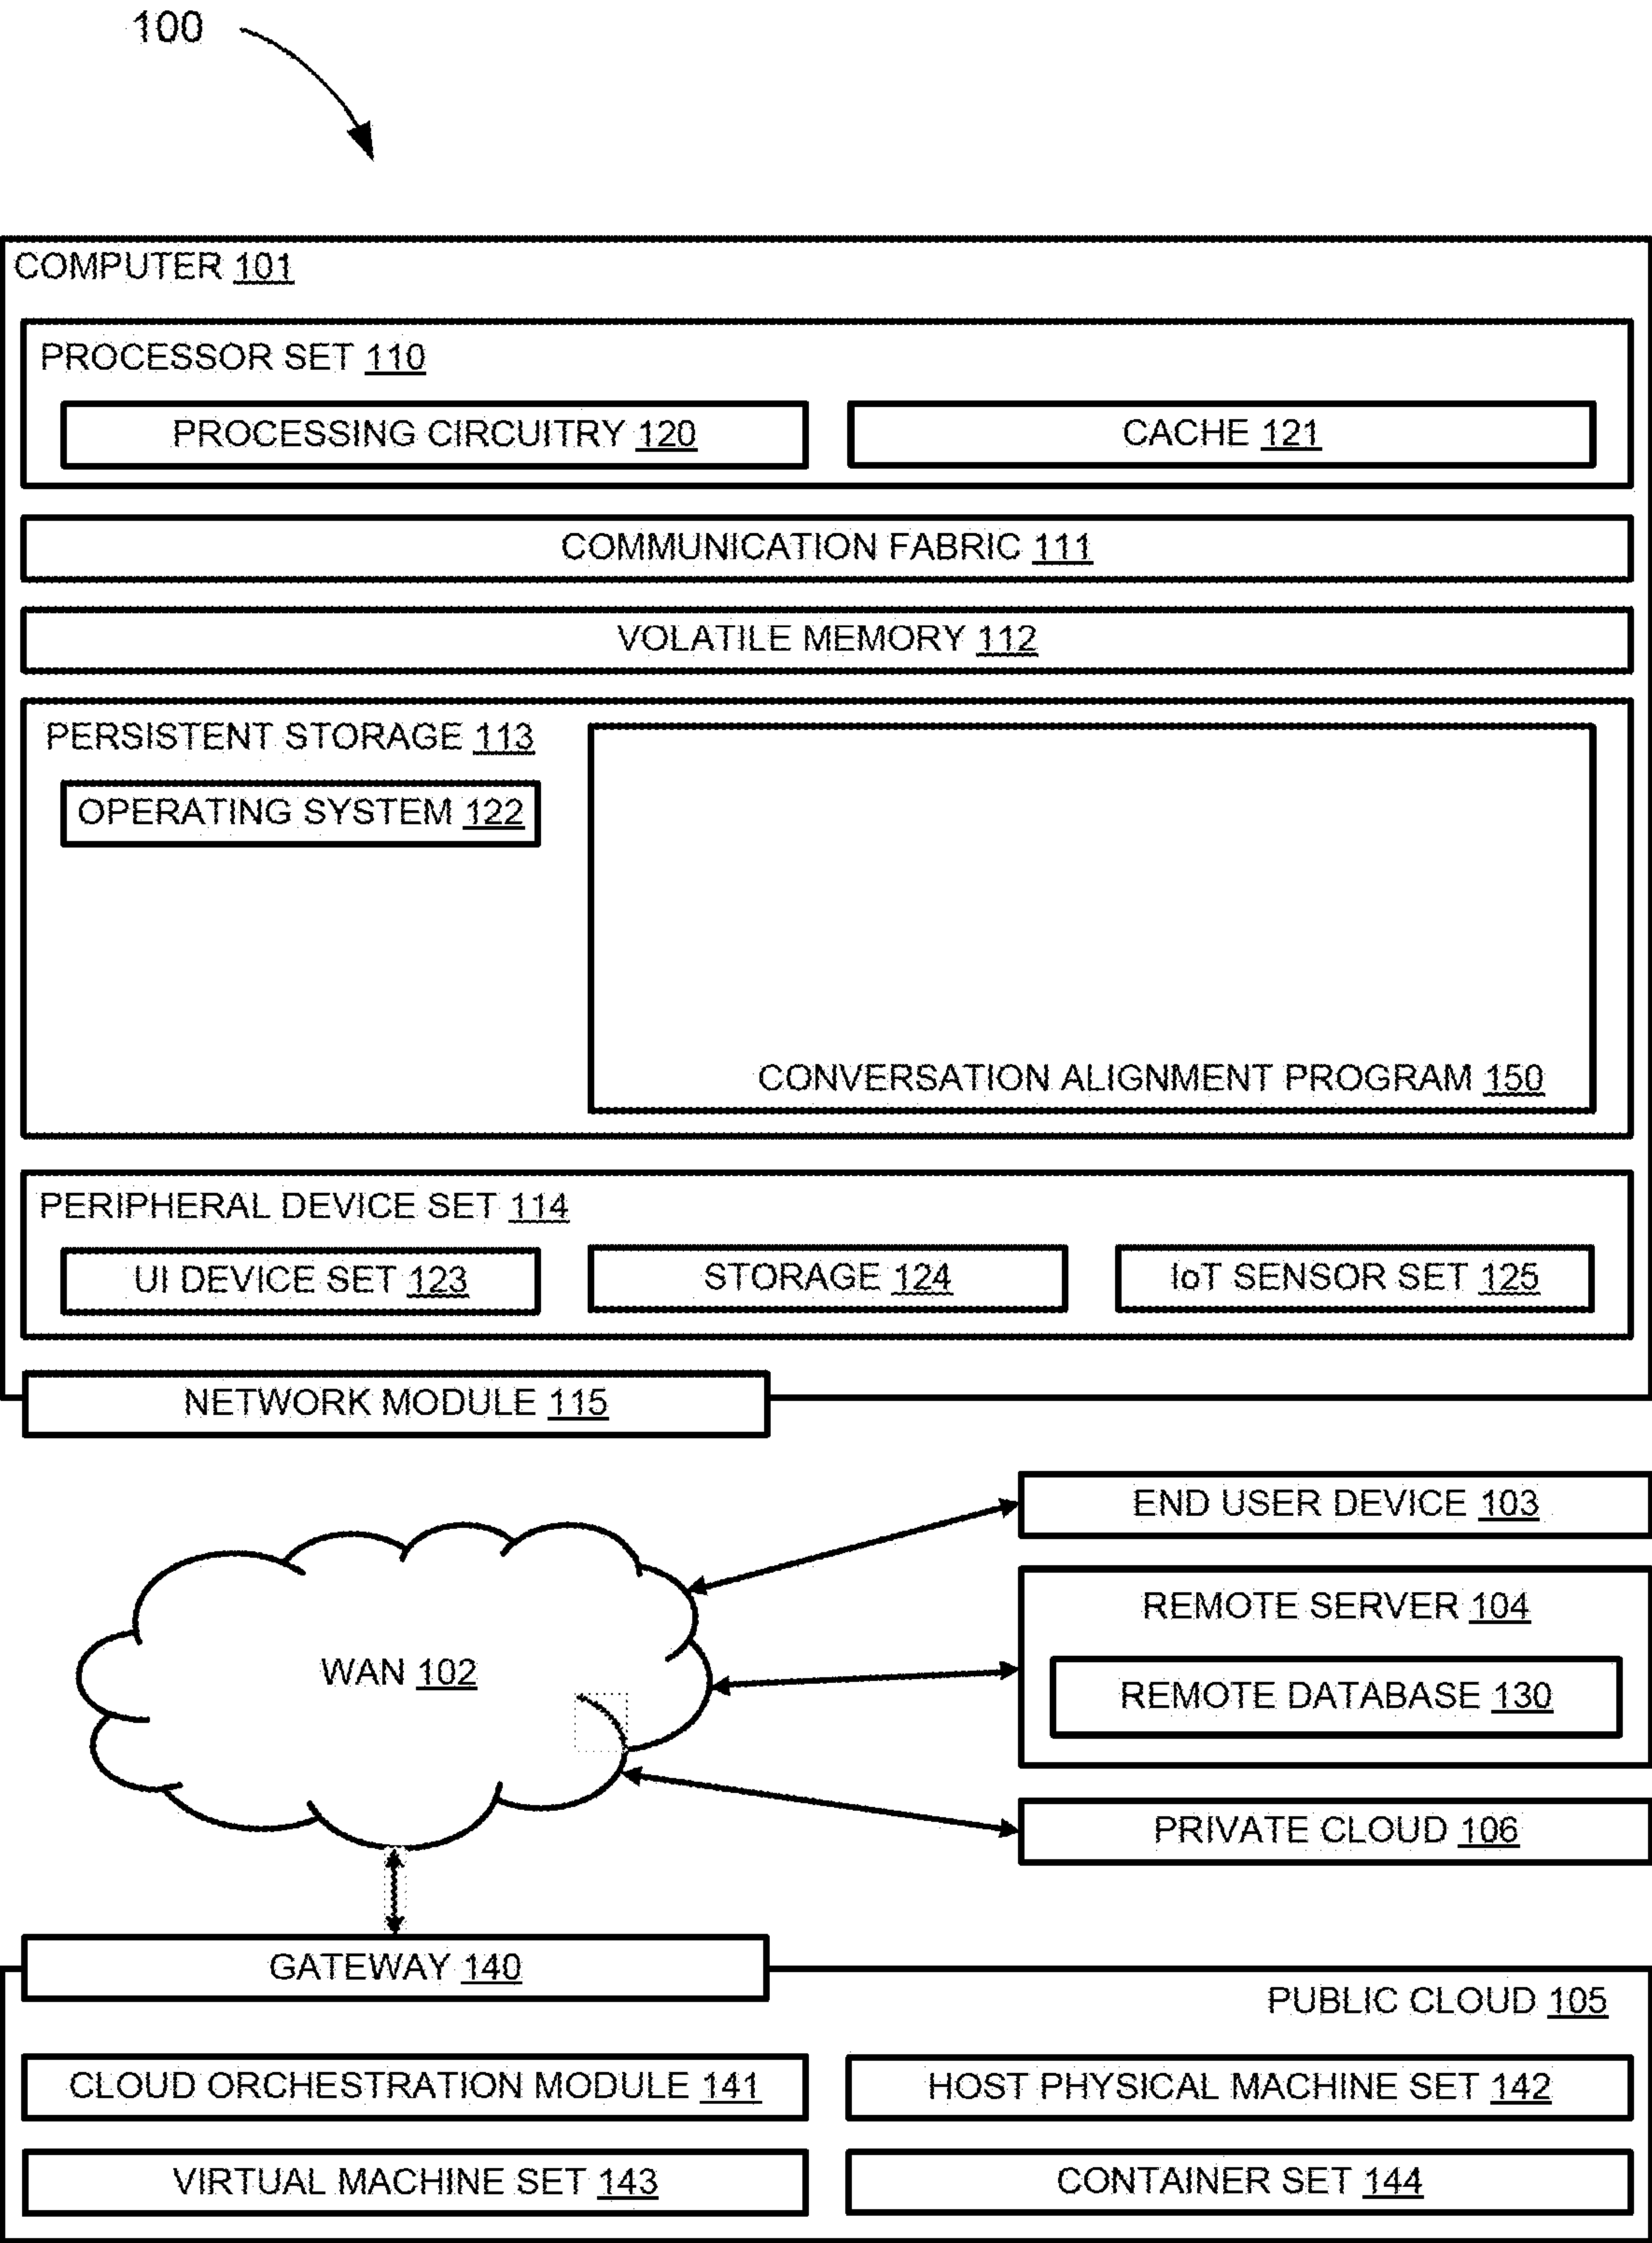 100
COMPUTER 101
PROCESSOR SET 110
PROCESSING CIRCUITRY 120
CACHE 121
COMMUNICATION FABRIC 111
VOLATILE MEMORY 112
PERSISTENT STORAGE 113
OPERATING SYSTEM 122
CONVERSATION ALIGNMENT PROGRAM 150
PERIPHERAL DEVICE SET 114
UI DEVICE SET 123
STORAGE 124
IoT SENSOR SET 125
NETWORK MODULE 115
END USER DEVICE 103
REMOTE SERVER 104
WAN 102
REMOTE DATABASE 130
PRIVATE CLOUD 106
GATEWAY 140
PUBLIC CLOUD 105
CLOUD ORCHESTRATION MODULE 141
HOST PHYSICAL MACHINE SET 142
VIRTUAL MACHINE SET 143
CONTAINER SET 144